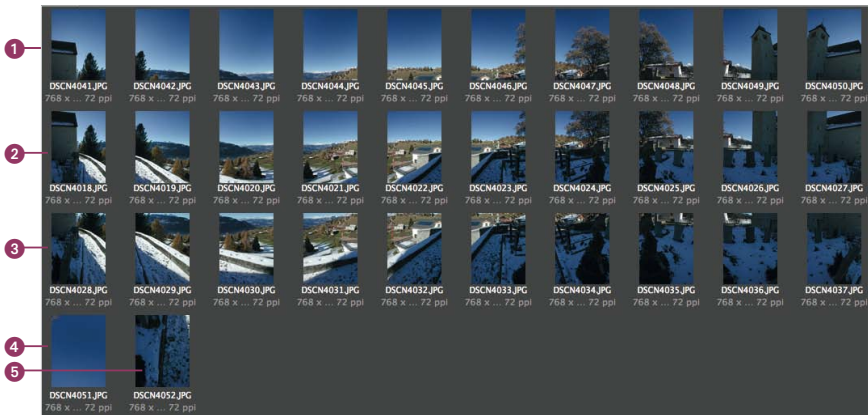 1
DSCN4041.JPG DSCN4042.JPG DSCN4043.JPG DSCN4044.JPG DSCN4045.JPG DSCN4046.JPG DSCN4047.JPG DSCN4048.JPG DSCN4049.JPG DSCN4050.JPG
768 x ... 72 ppi 768 x ... 72 ppi 768 x ... 72 ppi 768 x ... 72 ppi 768 x ... 72 ppi 768 x ... 72 ppi 768 x ... 72 ppi 768 x ... 72 ppi 768 x ... 72 ppi 768 x ... 72 ppi
2
DSCN4018.JPG DSCN4019.JPG DSCN4020.JPG DSCN4021.JPG DSCN4022.JPG DSCN4023.JPG DSCN4024.JPG DSCN4025.JPG DSCN4026.JPG DSCN4027.JPG
768 x ... 72 ppi 768 x ... 72 ppi 768 x ... 72 ppi 768 x ... 72 ppi 768 x ... 72 ppi 768 x ... 72 ppi 768 x ... 72 ppi 768 x ... 72 ppi 768 x ... 72 ppi 768 x ... 72 ppi
3
DSCN4028.JPG DSCN4029.JPG DSCN4030.JPG DSCN4031.JPG DSCN4032.JPG DSCN4033.JPG DSCN4034.JPG DSCN4035.JPG DSCN4036.JPG DSCN4037.JPG
768 x ... 72 ppi 768 x ... 72 ppi 768 x ... 72 ppi 768 x ... 72 ppi 768 x ... 72 ppi 768 x ... 72 ppi 768 x ... 72 ppi 768 x ... 72 ppi 768 x ... 72 ppi 768 x ... 72 ppi
4
5
DSCN4051.JPG DSCN4052.JPG
768 x ... 72 ppi 768 x ... 72 ppi